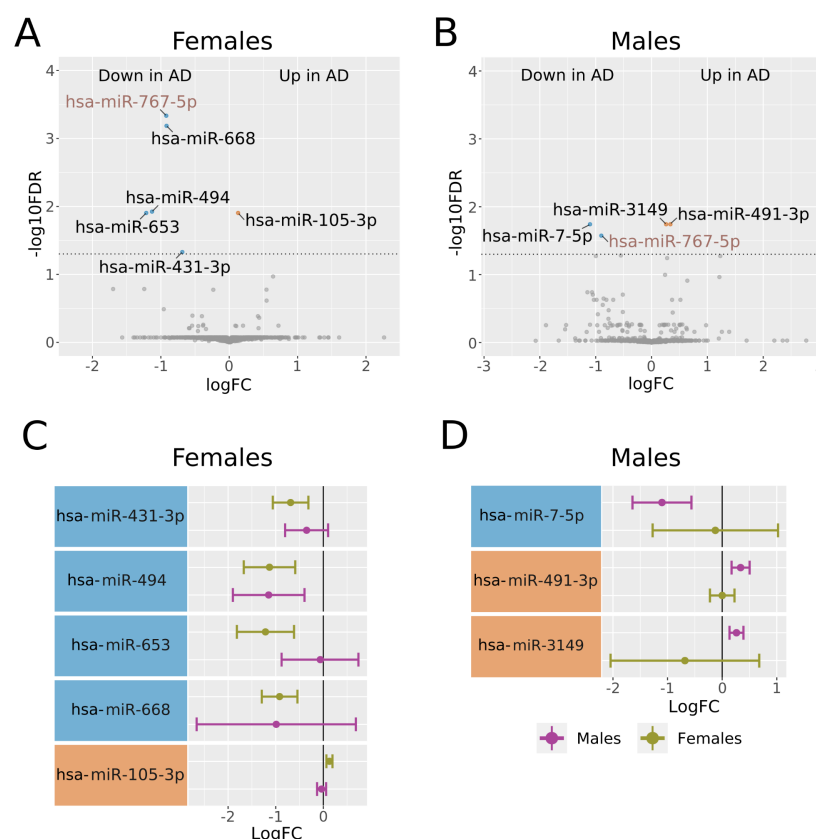 A
Females
4
Down in AD
Up in AD
hsa-miR-767-5p
hsa-miR-668
3
-log10FDR
hsa-miR-494
2
hsa-miR-653
hsa-miR-105-3p
hsa-miR-431-3p
1
0
-2 -1 0 1 2
logFC
B
Males
4
Down in AD
Up in AD
3
-log10FDR
2
hsa-miR-3149
hsa-miR-491-3p
hsa-miR-7-5p
hsa-miR-767-5p
1
0
-3 -2 -1 0 1 2
logFC
C
Females
hsa-miR-431-3p
hsa-miR-494
hsa-miR-653
hsa-miR-668
hsa-miR-105-3p
-2 -1 0
LogFC
D
Males
hsa-miR-7-5p
hsa-miR-491-3p
hsa-miR-3149
-2 -1 0 1
LogFC
Males
Females